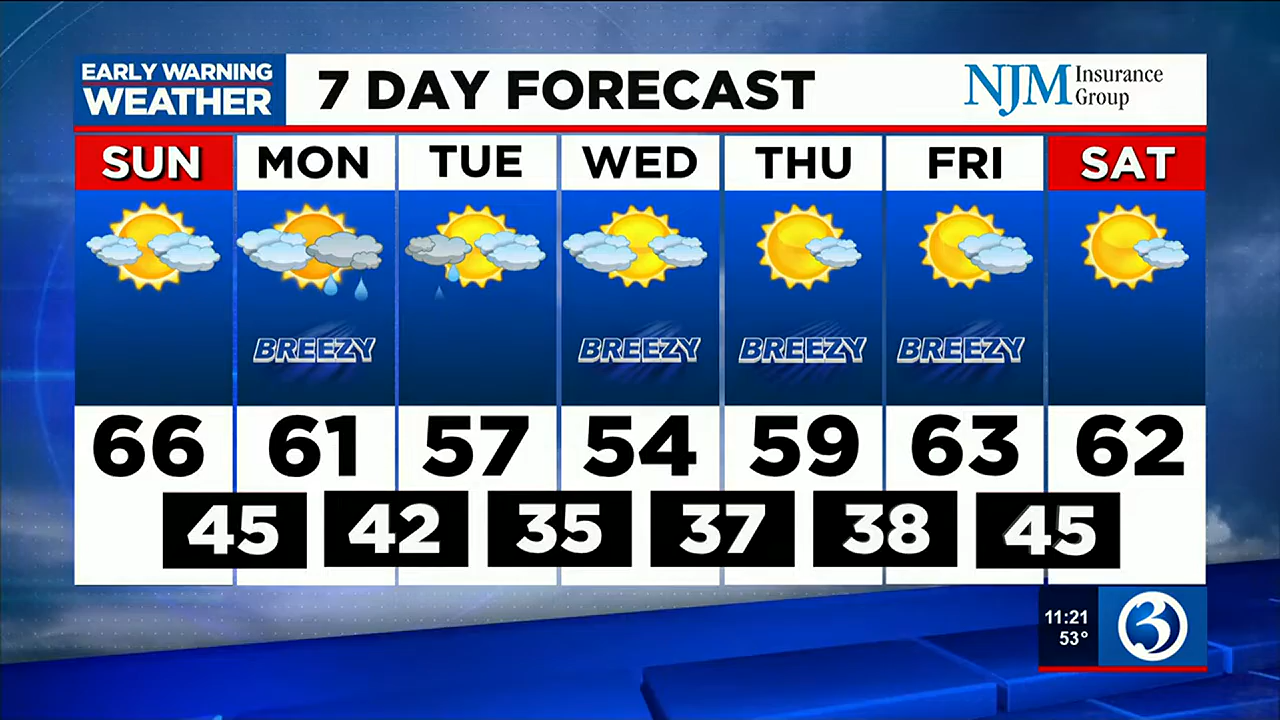 EARLY WARNING
WEATHER
7 DAY FORECAST
NJM Insurance
Group
SUN MON TUE WED THU FRI SAT
BREEZY BREEZY BREEZY BREEZY
66 61 57 54 59 63 62
45 42 35 37 38 45
11:21
53°
3